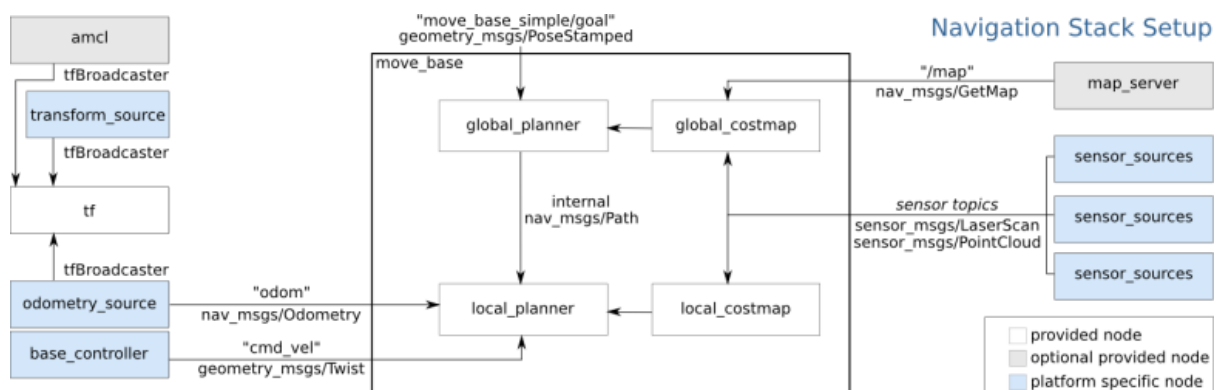 Navigation Stack Setup
"move_base_simple/goal"
geometry_msgs/PoseStamped
move_base
amcl
tfBroadcaster
transform_source
tfBroadcaster
tf
tfBroadcaster
odometry_source
base_controller
"odom"
nav_msgs/Odometry
"cmd_vel"
geometry_msgs/Twist
global_planner
global_costmap
internal
nav_msgs/Path
local_planner
local_costmap
"/map"
nav_msgs/GetMap
map_server
sensor topics
sensor_msgs/LaserScan
sensor_msgs/PointCloud
sensor_sources
sensor_sources
sensor_sources
provided node
optional provided node
platform specific node